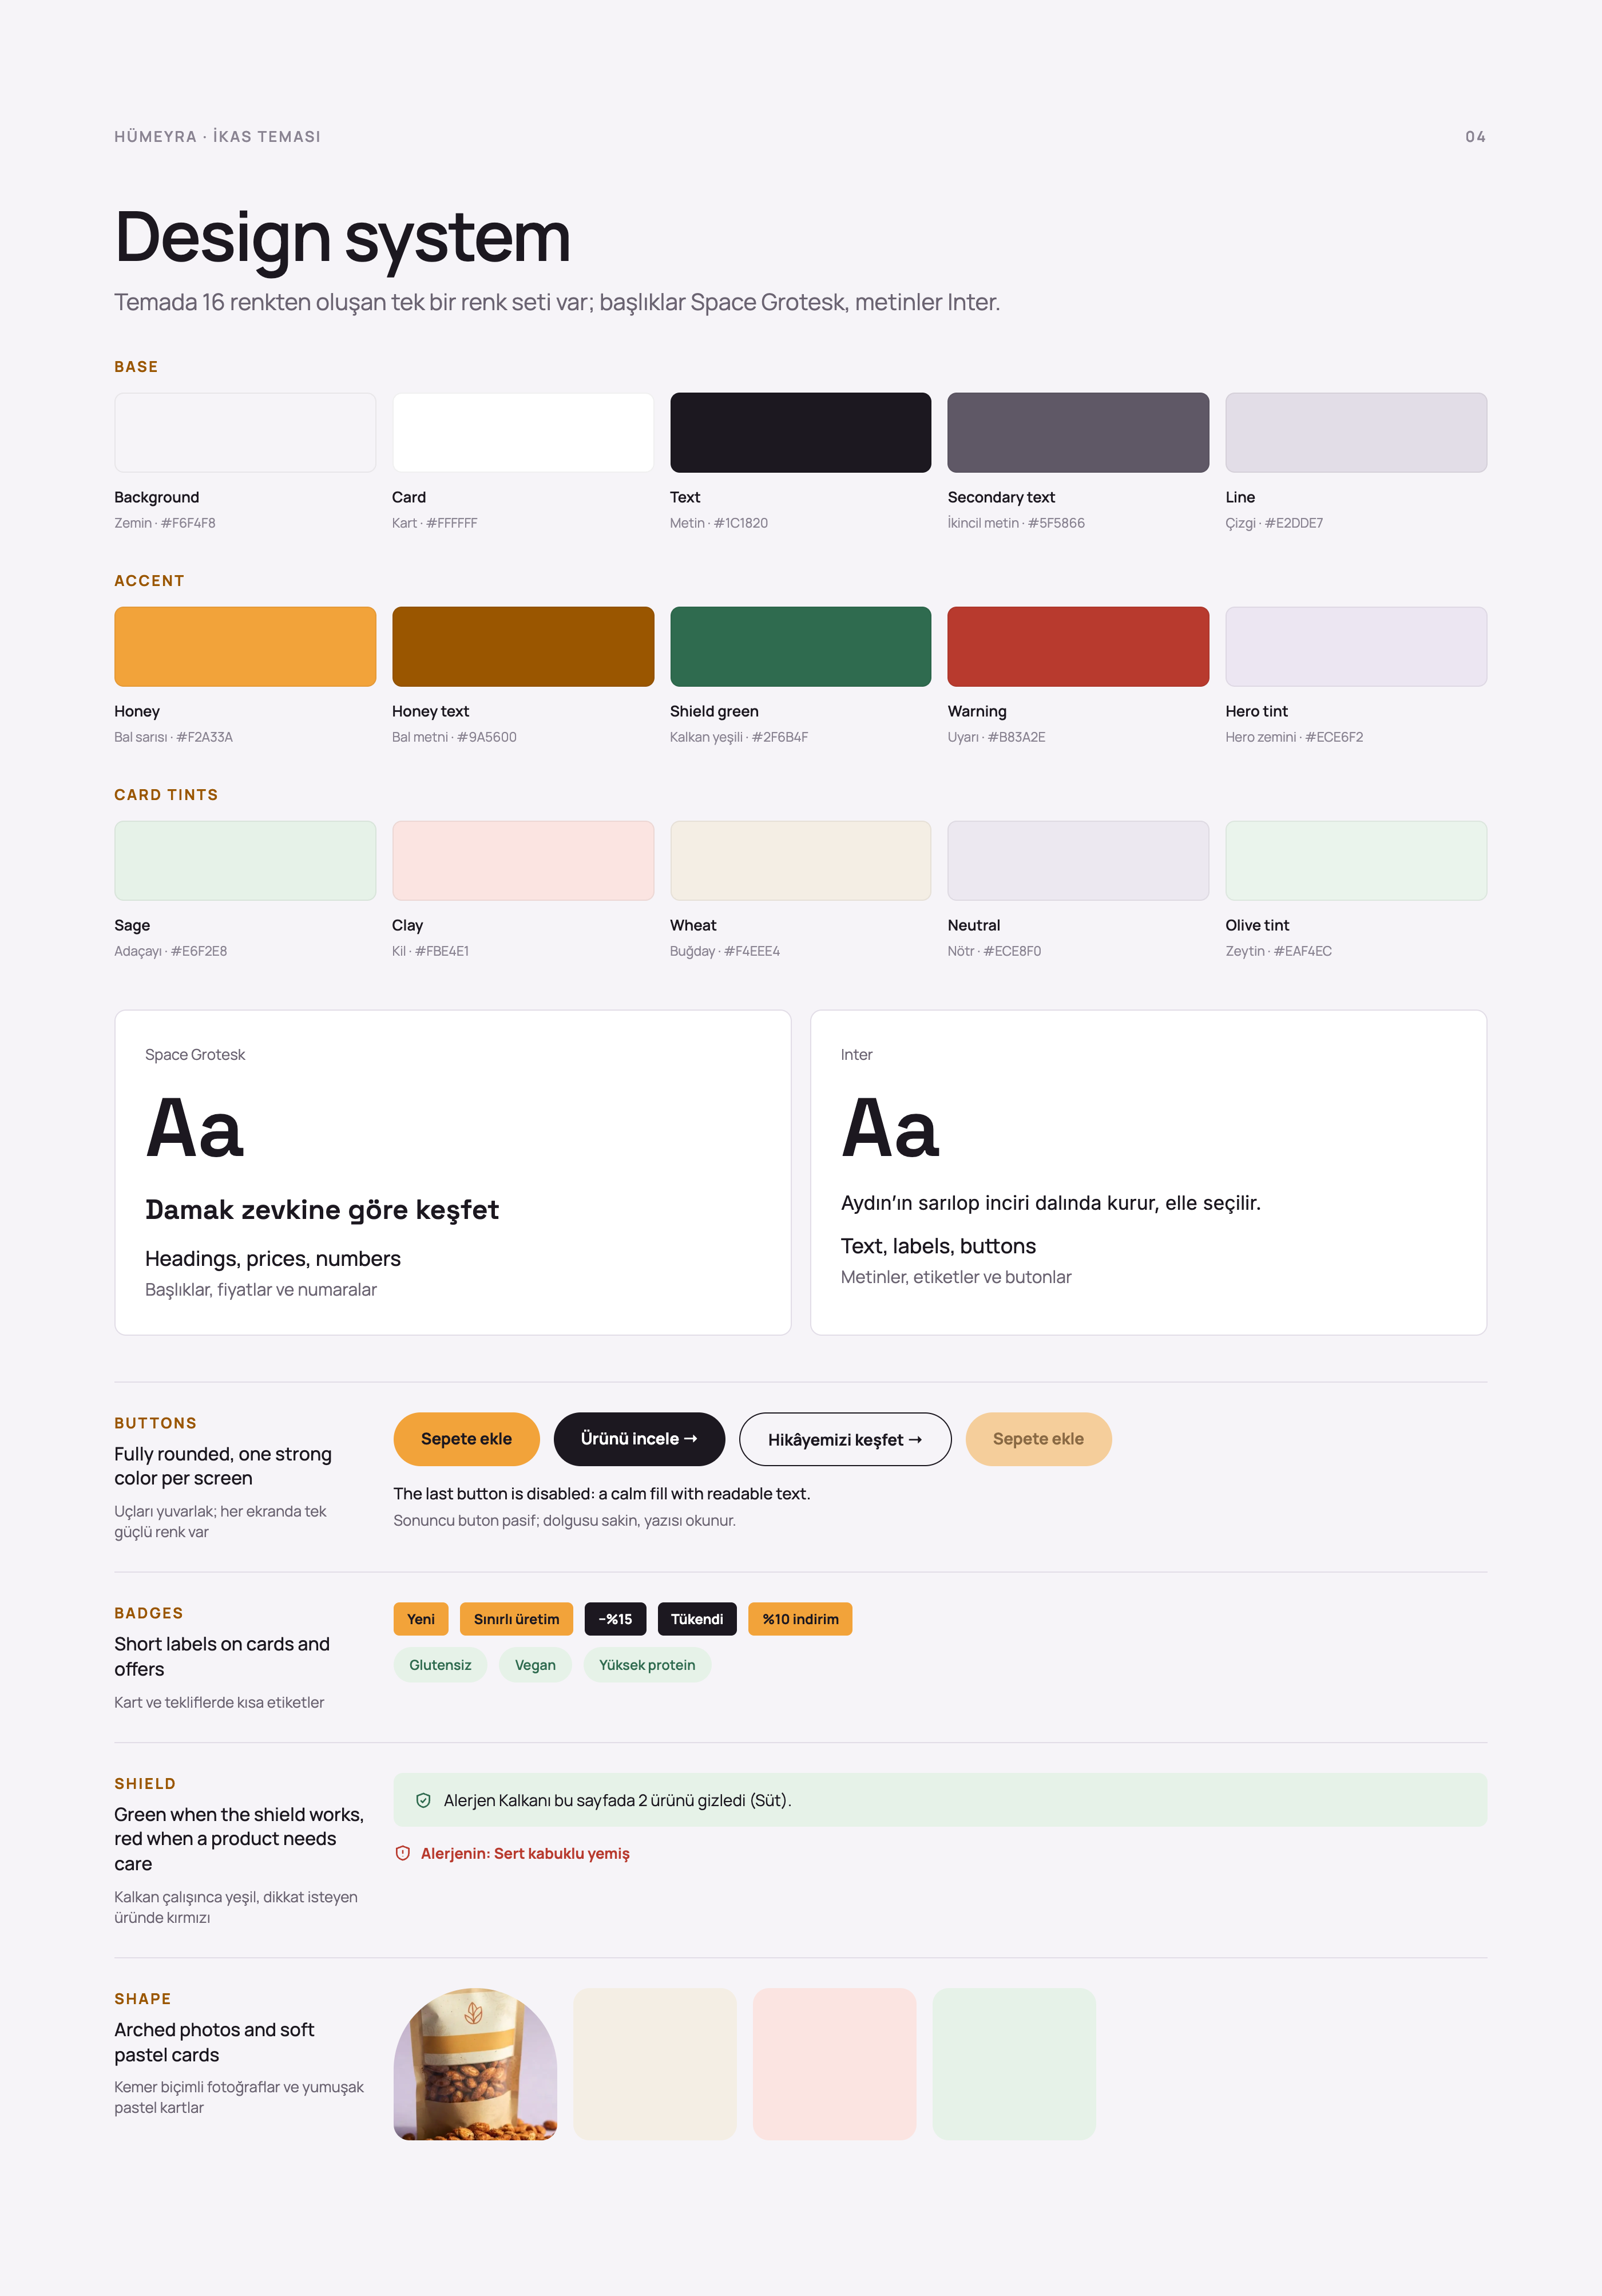 HÜMEYRA · İKAS TEMASI
04
Design system
Temada 16 renkten oluşan tek bir renk seti var; başlıklar Space Grotesk, metinler Inter.
BASE
Background
Zemin · #F6F4F8
Card
Kart · #FFFFFF
Text
Metin · #1C1820
Secondary text
İkincil metin · #5F5866
Line
Çizgi · #E2DDE7
ACCENT
Honey
Bal sarısı · #F2A33A
Honey text
Bal metni · #9A5600
Shield green
Kalkan yeşili · #2F6B4F
Warning
Uyarı · #B83A2E
Hero tint
Hero zemini · #ECE6F2
CARD TINTS
Sage
Adaçayı · #E6F2E8
Clay
Kil · #FBE4E1
Wheat
Buğday · #F4EEE4
Neutral
Nötr · #ECE8F0
Olive tint
Zeytin · #EAF4EC
Space Grotesk
Aa
Damak zevkine göre keşfet
Headings, prices, numbers
Başlıklar, fiyatlar ve numaralar
Inter
Aa
Aydın'ın sarılop inciri dalında kurur, elle seçilir.
Text, labels, buttons
Metinler, etiketler ve butonlar
BUTTONS
Fully rounded, one strong
color per screen
Uçları yuvarlak; her ekranda tek
güçlü renk var
Sepete ekle
Ürünü incele →
Hikâyemizi keşfet →
Sepete ekle
The last button is disabled: a calm fill with readable text.
Sonuncu buton pasif; dolgusu sakin, yazısı okunur.
BADGES
Short labels on cards and
offers
Kart ve tekliflerde kısa etiketler
Yeni
Sınırlı üretim
−%15
Tükendi
%10 indirim
Glutensiz
Vegan
Yüksek protein
SHIELD
Green when the shield works,
red when a product needs
care
Kalkan çalışınca yeşil, dikkat isteyen
üründe kırmızı
Alerjen Kalkanı bu sayfada 2 ürünü gizledi (Süt).
Alerjenin: Sert kabuklu yemiş
SHAPE
Arched photos and soft
pastel cards
Kemer biçimli fotoğraflar ve yumuşak
pastel kartlar